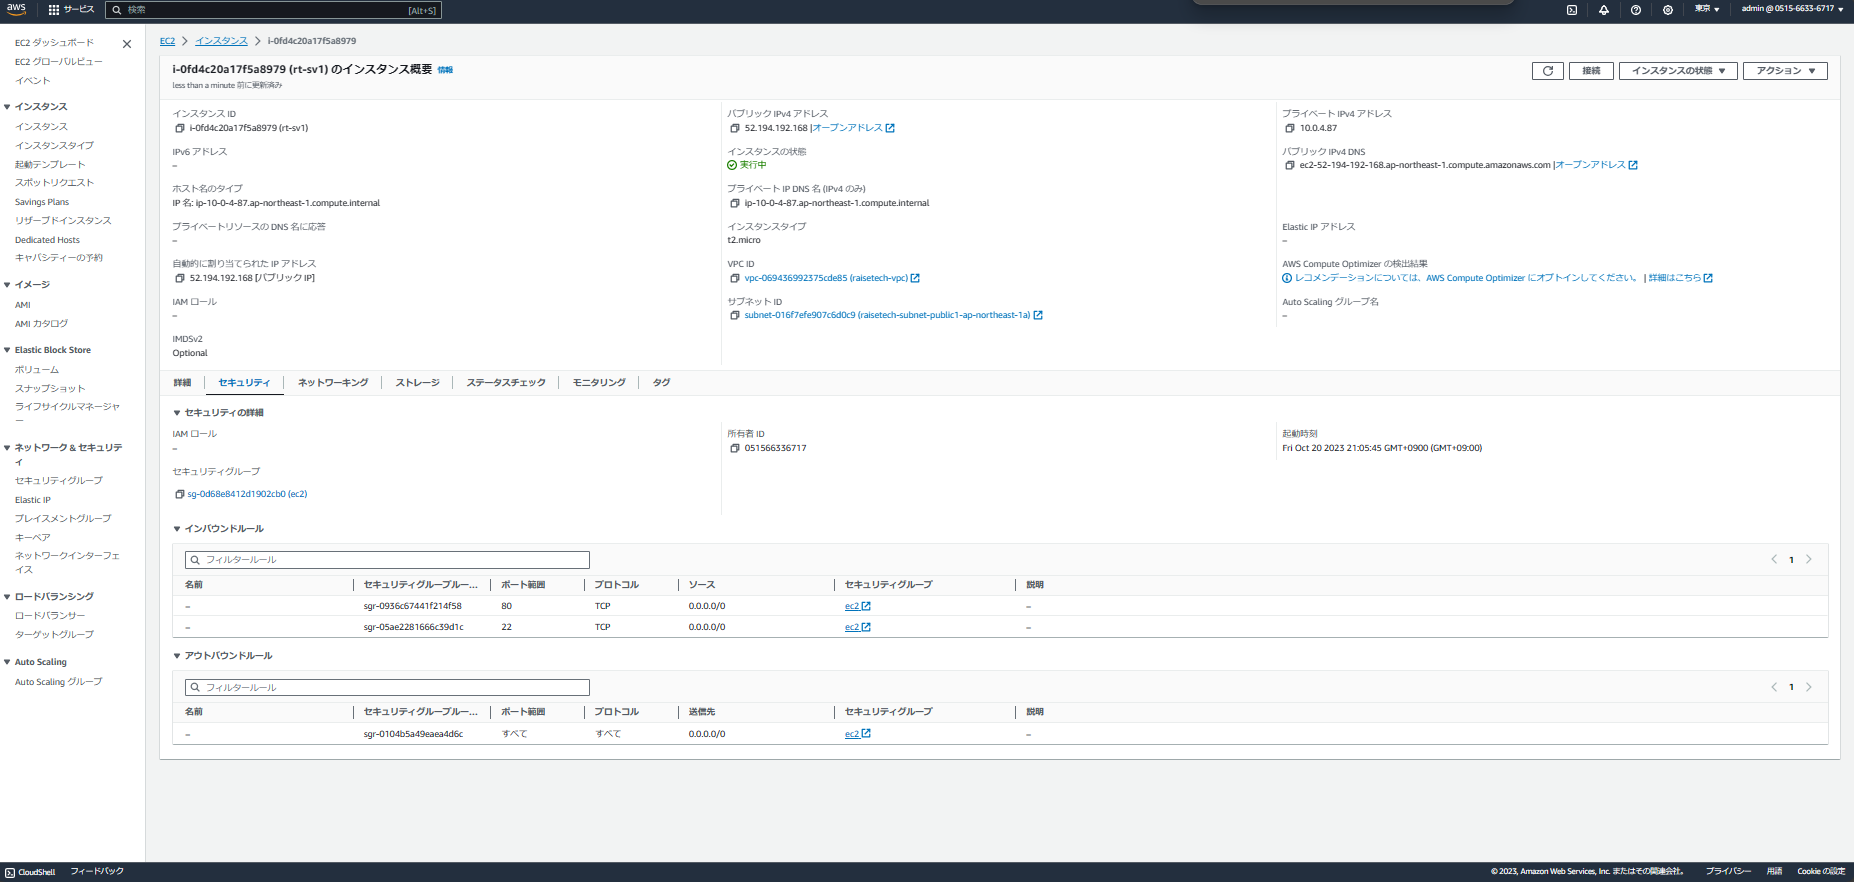 aws
サービス
検索
[Alt+S]
東京 ▼
admin @ 0515-6633-6717 ▼
EC2 ダッシュボード
EC2 グローバルビュー
イベント
▼ インスタンス
インスタンス
インスタンスタイプ
起動テンプレート
スポットリクエスト
Savings Plans
リザーブドインスタンス
Dedicated Hosts
キャパシティーの予約
▼ イメージ
AMI
AMI カタログ
▼ Elastic Block Store
ボリューム
スナップショット
ライフサイクルマネージャ
ー
▼ ネットワーク & セキュリテ
ィ
セキュリティグループ
Elastic IP
プレイスメントグループ
キーペア
ネットワークインターフェ
イス
▼ ロードバランシング
ロードバランサー
ターゲットグループ
▼ Auto Scaling
Auto Scaling グループ
EC2 > インスタンス > i-0fd4c20a17f5a8979
i-0fd4c20a17f5a8979 (rt-sv1) のインスタンス概要 情報
less than a minute 前に更新済み
接続
インスタンスの状態 ▼
アクション ▼
インスタンス ID
i-0fd4c20a17f5a8979 (rt-sv1)
パブリック IPv4 アドレス
52.194.192.168 |オープンアドレス
プライベート IPv4 アドレス
10.0.4.87
IPv6 アドレス
–
インスタンスの状態
実行中
パブリック IPv4 DNS
ec2-52-194-192-168.ap-northeast-1.compute.amazonaws.com |オープンアドレス
ホスト名のタイプ
IP 名: ip-10-0-4-87.ap-northeast-1.compute.internal
プライベート IP DNS 名 (IPv4 のみ)
ip-10-0-4-87.ap-northeast-1.compute.internal
プライベートリソースの DNS 名に応答
–
インスタンスタイプ
t2.micro
Elastic IP アドレス
–
自動的に割り当てられた IP アドレス
52.194.192.168 [パブリック IP]
VPC ID
vpc-069436992375cde85 (raisetech-vpc)
AWS Compute Optimizer の検出結果
レコメンデーションについては、AWS Compute Optimizer にオプトインしてください。 | 詳細はこちら
IAM ロール
–
サブネット ID
subnet-016f7efe907c6d0c9 (raisetech-subnet-public1-ap-northeast-1a)
Auto Scaling グループ名
–
IMDSv2
Optional
詳細 セキュリティ ネットワーキング ストレージ ステータスチェック モニタリング タグ
▼ セキュリティの詳細
IAM ロール
–
所有者 ID
051566336717
起動時刻
Fri Oct 20 2023 21:05:45 GMT+0900 (GMT+09:00)
セキュリティグループ
sg-0d68e8412d1902cb0 (ec2)
▼ インバウンドルール
フィルタールール
< 1 >
名前 セキュリティグループルー... ポート範囲 プロトコル ソース セキュリティグループ 説明
– sgr-0936c67441f214f58 80 TCP 0.0.0.0/0 ec2 –
– sgr-05ae2281666c39d1c 22 TCP 0.0.0.0/0 ec2 –
▼ アウトバウンドルール
フィルタールール
< 1 >
名前 セキュリティグループルー... ポート範囲 プロトコル 送信先 セキュリティグループ 説明
– sgr-0104b5a49eaea4d6c すべて すべて 0.0.0.0/0 ec2 –
CloudShell フィードバック
© 2023, Amazon Web Services, Inc. またはその関連会社。 プライバシー 用語 Cookie の設定